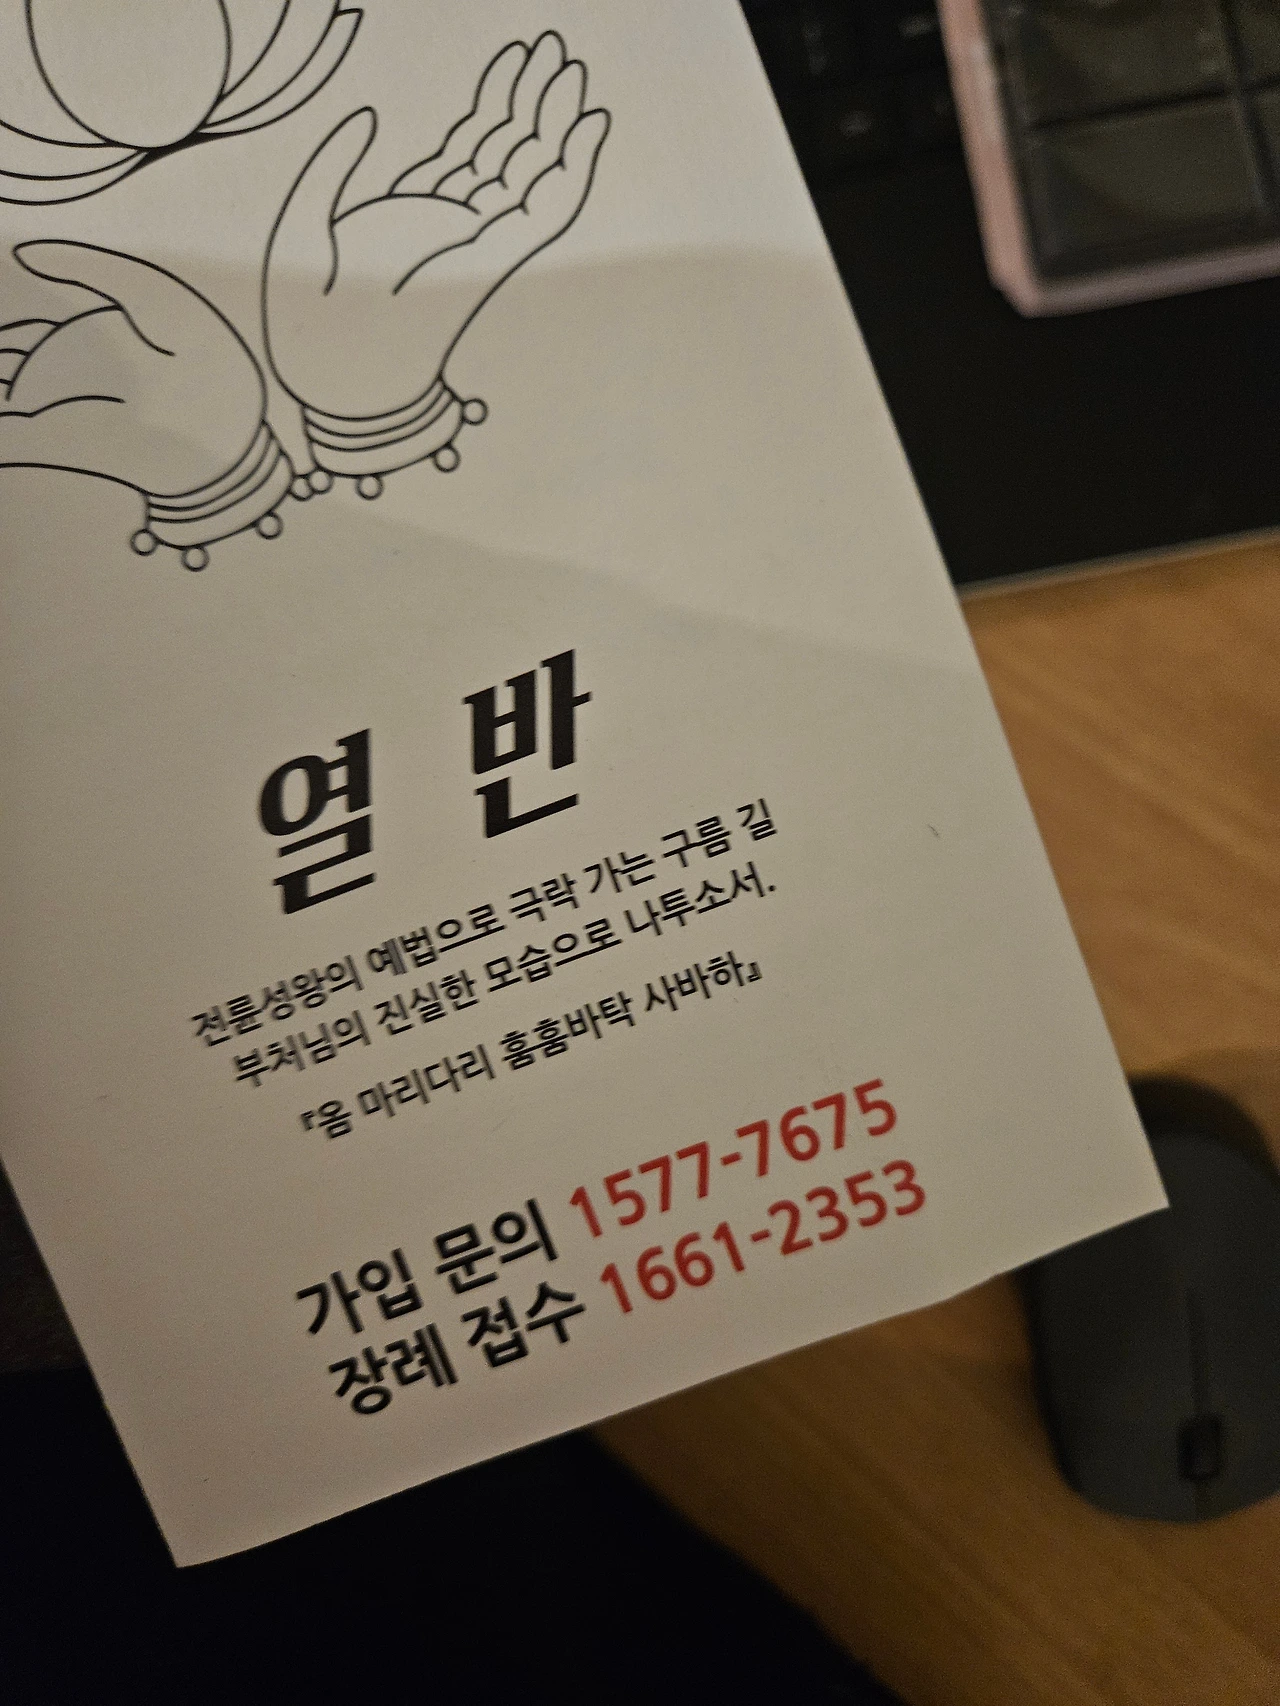 열 반
전륜성왕의 예법으로 극락 가는 구름 길
부처님의 진실한 모습으로 나투소서.
『옴 마리다리 훔훔바탁 사바하』
가입 문의 1577-7675
장례 접수 1661-2353